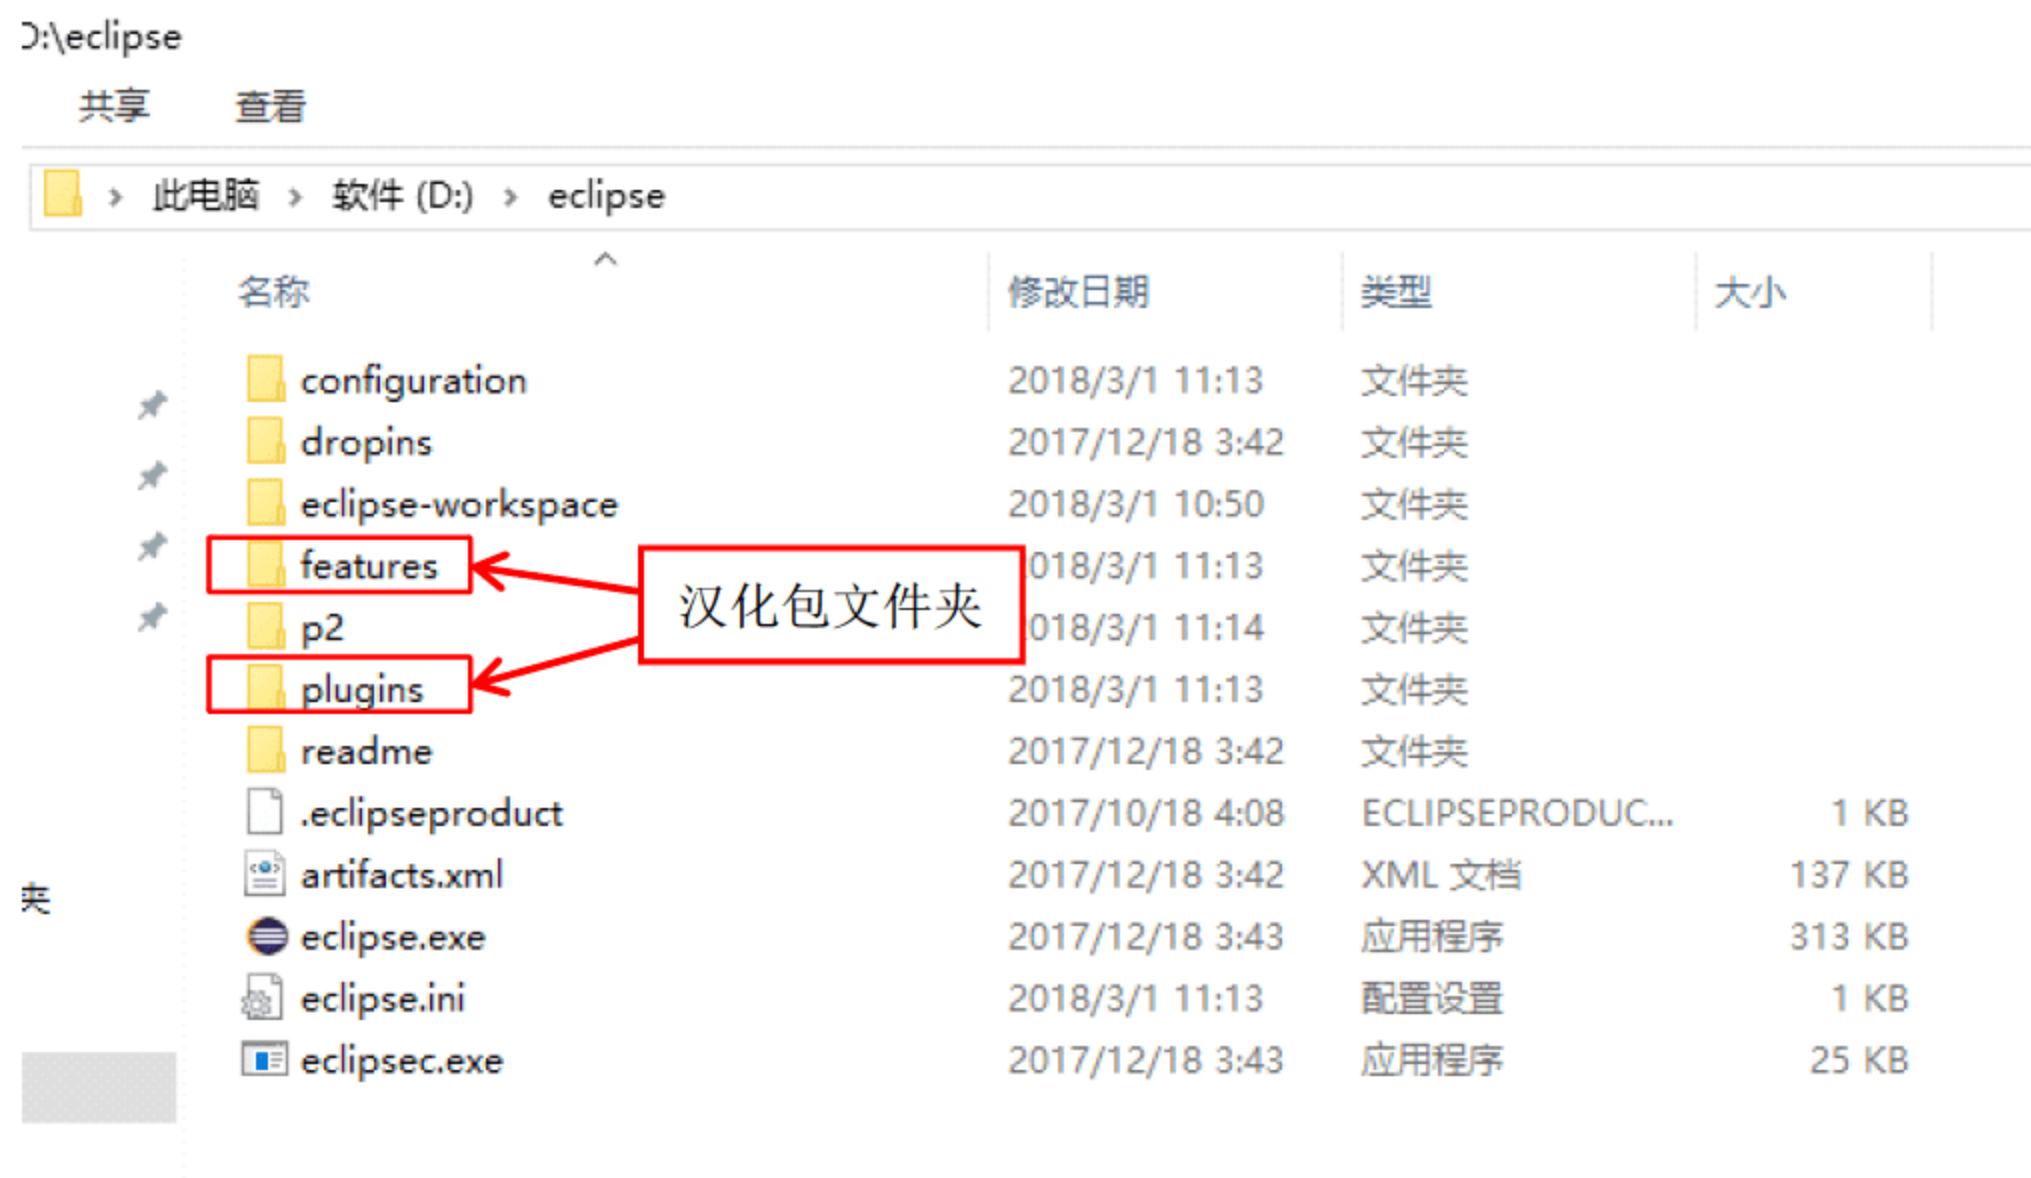 D:\eclipse
共享 查看
此电脑 › 软件 (D:) › eclipse
名称 修改日期 类型 大小
configuration 2018/3/1 11:13 文件夹
dropins 2017/12/18 3:42 文件夹
eclipse-workspace 2018/3/1 10:50 文件夹
features 018/3/1 11:13 文件夹
汉化包文件夹
p2 018/3/1 11:14 文件夹
plugins 2018/3/1 11:13 文件夹
readme 2017/12/18 3:42 文件夹
.eclipseproduct 2017/10/18 4:08 ECLIPSEPRODUC... 1 KB
artifacts.xml 2017/12/18 3:42 XML 文档 137 KB
夹
eclipse.exe 2017/12/18 3:43 应用程序 313 KB
eclipse.ini 2018/3/1 11:13 配置设置 1 KB
eclipsec.exe 2017/12/18 3:43 应用程序 25 KB